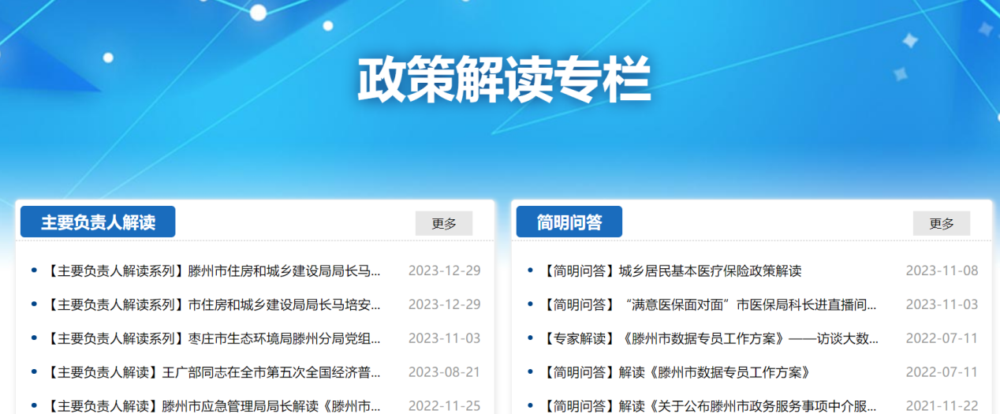 政策解读专栏
主要负责人解读 更多
【主要负责人解读系列】滕州市住房和城乡建设局局长马... 2023-12-29
【主要负责人解读系列】市住房和城乡建设局局长马培安... 2023-12-29
【主要负责人解读系列】枣庄市生态环境局滕州分局党组... 2023-11-03
【主要负责人解读】王广部同志在全市第五次全国经济普... 2023-08-21
【主要负责人解读】滕州市应急管理局局长解读《滕州市... 2022-11-25
简明问答 更多
【简明问答】城乡居民基本医疗保险政策解读 2023-11-08
【简明问答】“满意医保面对面”市医保局科长进直播间... 2023-11-03
【专家解读】《滕州市数据专员工作方案》——访谈大数... 2022-07-11
【简明问答】解读《滕州市数据专员工作方案》 2022-07-11
【简明问答】解读《关于公布滕州市政务服务事项中介服... 2021-11-22